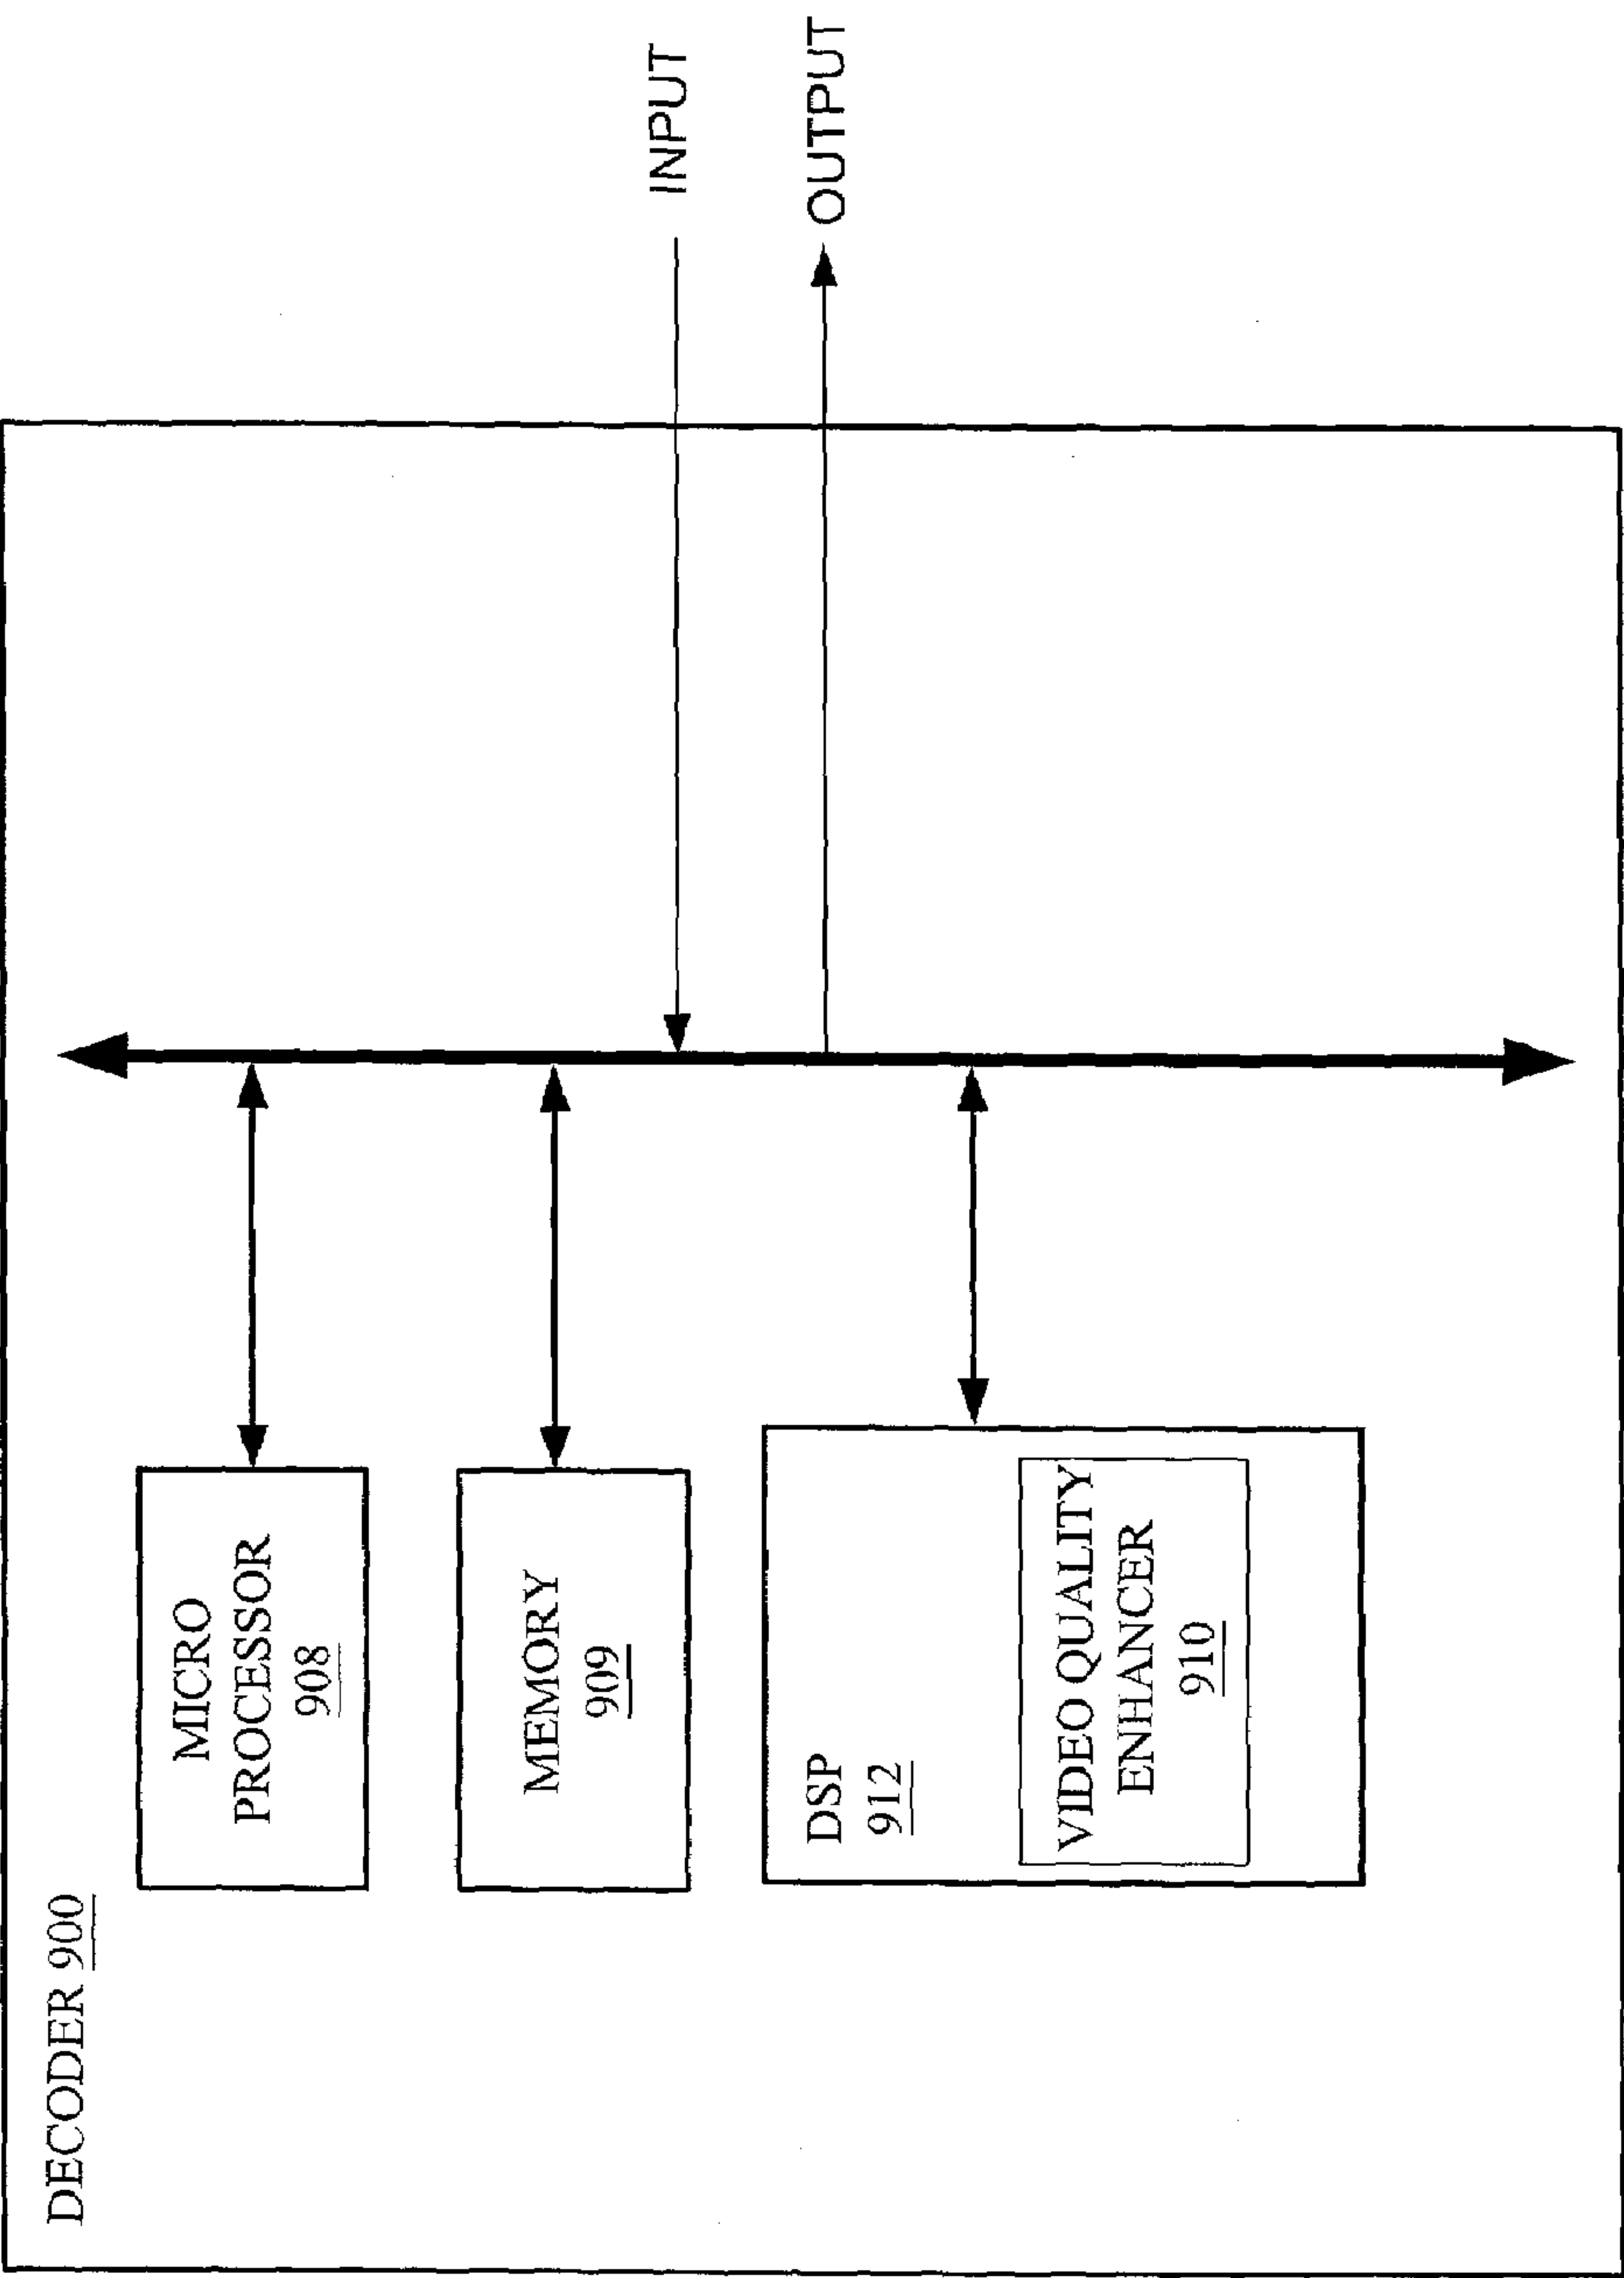 DECODER 900
MICRO
PROCESSOR
908
MEMORY
909
DSP
912
VIDEO QUALITY
ENHANCER
910
INPUT
OUTPUT